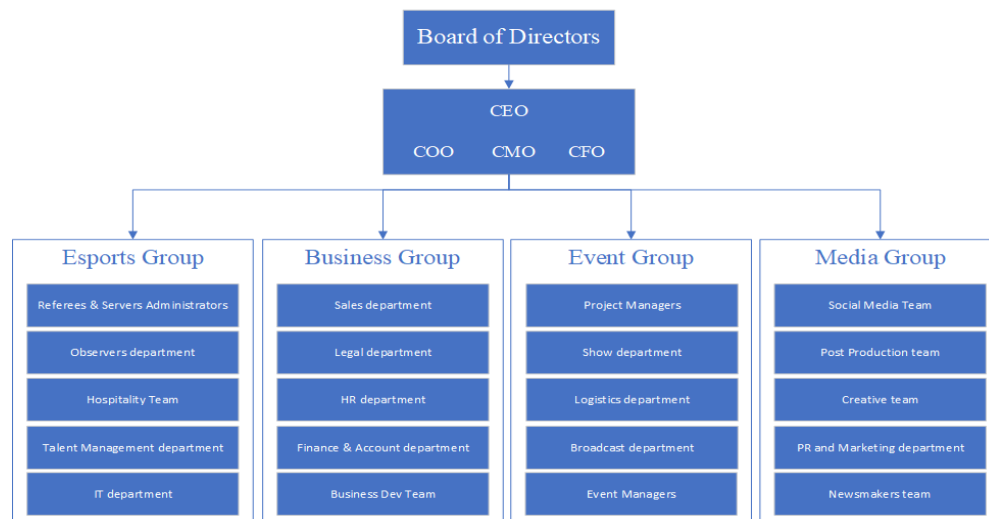 Board of Directors
CEO
COO CMO CFO
Esports Group
Referees & Servers Administrators
Observers department
Hospitality Team
Talent Management department
IT department
Business Group
Sales department
Legal department
HR department
Finance & Account department
Business Dev Team
Event Group
Project Managers
Show department
Logistics department
Broadcast department
Event Managers
Media Group
Social Media Team
Post Production team
Creative team
PR and Marketing department
Newsmakers team